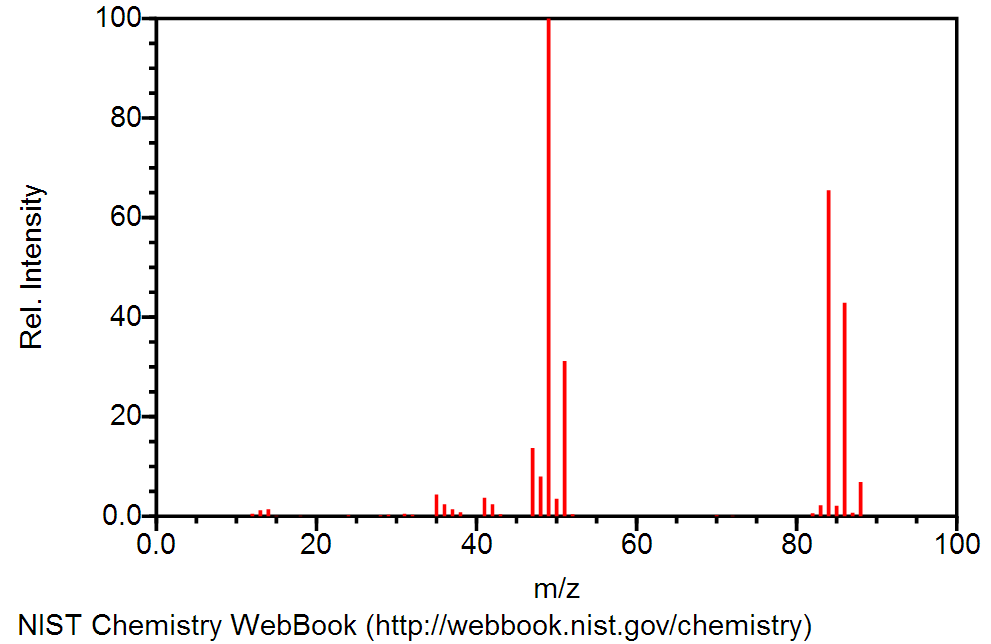 100
80
60
40
20
0.0
Rel. Intensity
0.0 20 40 60 80 100
m/z
NIST Chemistry WebBook (http://webbook.nist.gov/chemistry)